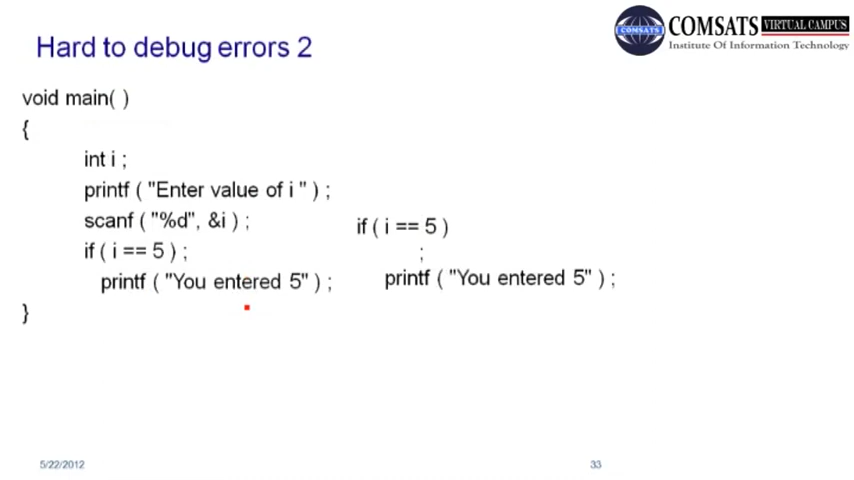 Hard to debug errors 2
COMSATS
COMSATS VIRTUAL CAMPUS
Institute Of Information Technology
void main( )
{
int i ;
printf ( "Enter value of i " ) ;
scanf ( "%d", &i ) ;
if ( i == 5 ) ;
printf ( "You entered 5" ) ;
}
if ( i == 5 )
;
printf ( "You entered 5" ) ;
5/22/2012
33